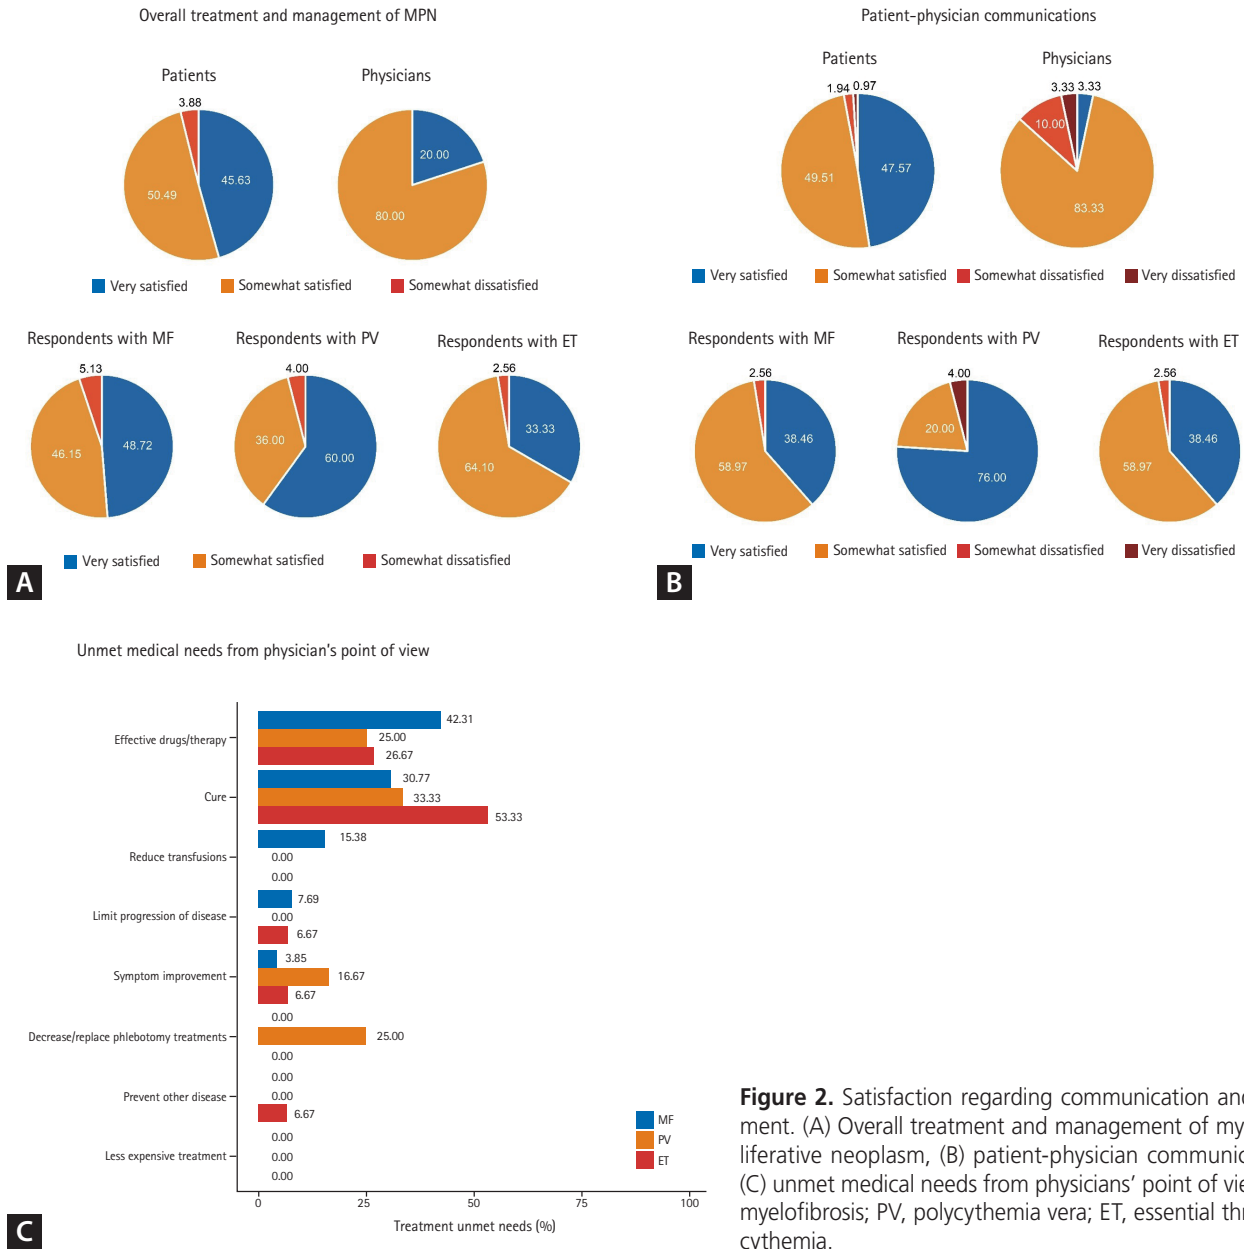 Overall treatment and management of MPN
Patients
Physicians
3.88
45.63
50.49
20.00
80.00
Very satisfied
Somewhat satisfied
Somewhat dissatisfied
Respondents with MF
Respondents with PV
Respondents with ET
5.13
48.72
46.15
4.00
36.00
60.00
2.56
33.33
64.10
Very satisfied
Somewhat satisfied
Somewhat dissatisfied
A
Patient-physician communications
Patients
Physicians
1.94 0.97
49.51
47.57
3.33 3.33
10.00
83.33
Very satisfied
Somewhat satisfied
Somewhat dissatisfied
Very dissatisfied
Respondents with MF
Respondents with PV
Respondents with ET
2.56
38.46
58.97
4.00
20.00
76.00
2.56
38.46
58.97
Very satisfied
Somewhat satisfied
Somewhat dissatisfied
Very dissatisfied
B
Unmet medical needs from physician's point of view
Effective drugs/therapy
42.31
25.00
26.67
Cure
30.77
33.33
53.33
Reduce transfusions
15.38
0.00
0.00
Limit progression of disease
7.69
0.00
6.67
Symptom improvement
3.85
16.67
6.67
Decrease/replace phlebotomy treatments
0.00
25.00
0.00
Prevent other disease
0.00
0.00
6.67
Less expensive treatment
0.00
0.00
0.00
MF
PV
ET
0
25
50
75
100
Treatment unmet needs (%)
C
Figure 2. Satisfaction regarding communication and
ment. (A) Overall treatment and management of my
liferative neoplasm, (B) patient-physician communic
(C) unmet medical needs from physicians' point of vie
myelofibrosis; PV, polycythemia vera; ET, essential thr
cythemia.